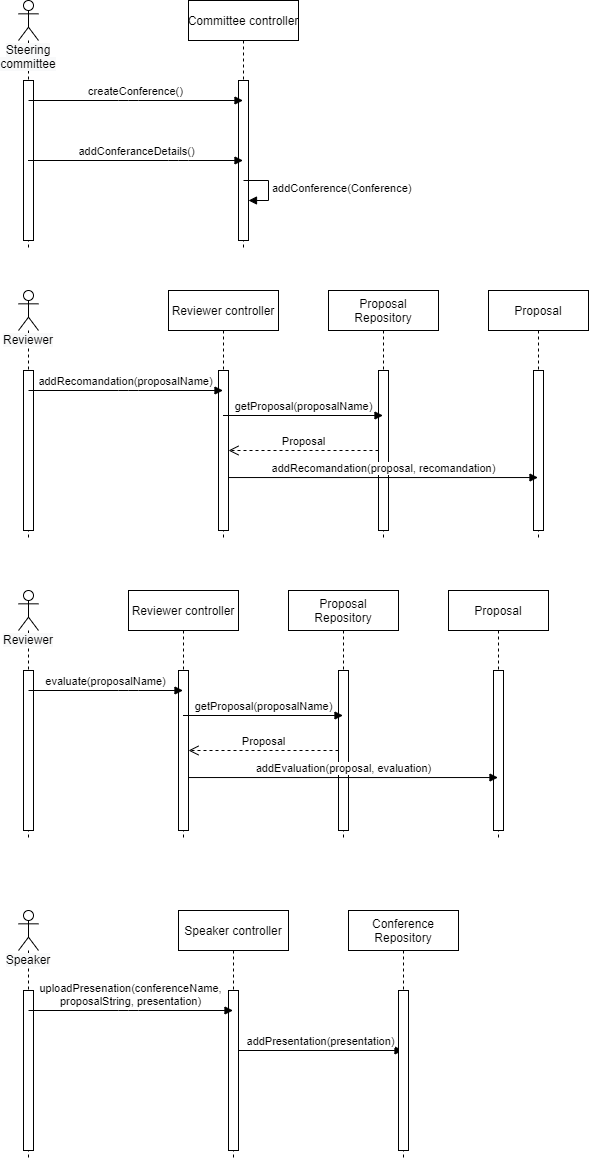 Committee controller
Steering
committee
createConference()
addConferanceDetails()
addConference(Conference)
Reviewer
Reviewer controller
Proposal
Repository
Proposal
addRecomandation(proposalName)
getProposal(proposalName)
Proposal
addRecomandation(proposal, recomandation)
Reviewer
Reviewer controller
Proposal
Repository
Proposal
evaluate(proposalName)
getProposal(proposalName)
Proposal
addEvaluation(proposal, evaluation)
Speaker
Speaker controller
Conference
Repository
uploadPresenation(conferenceName,
proposalString, presentation)
addPresentation(presentation)